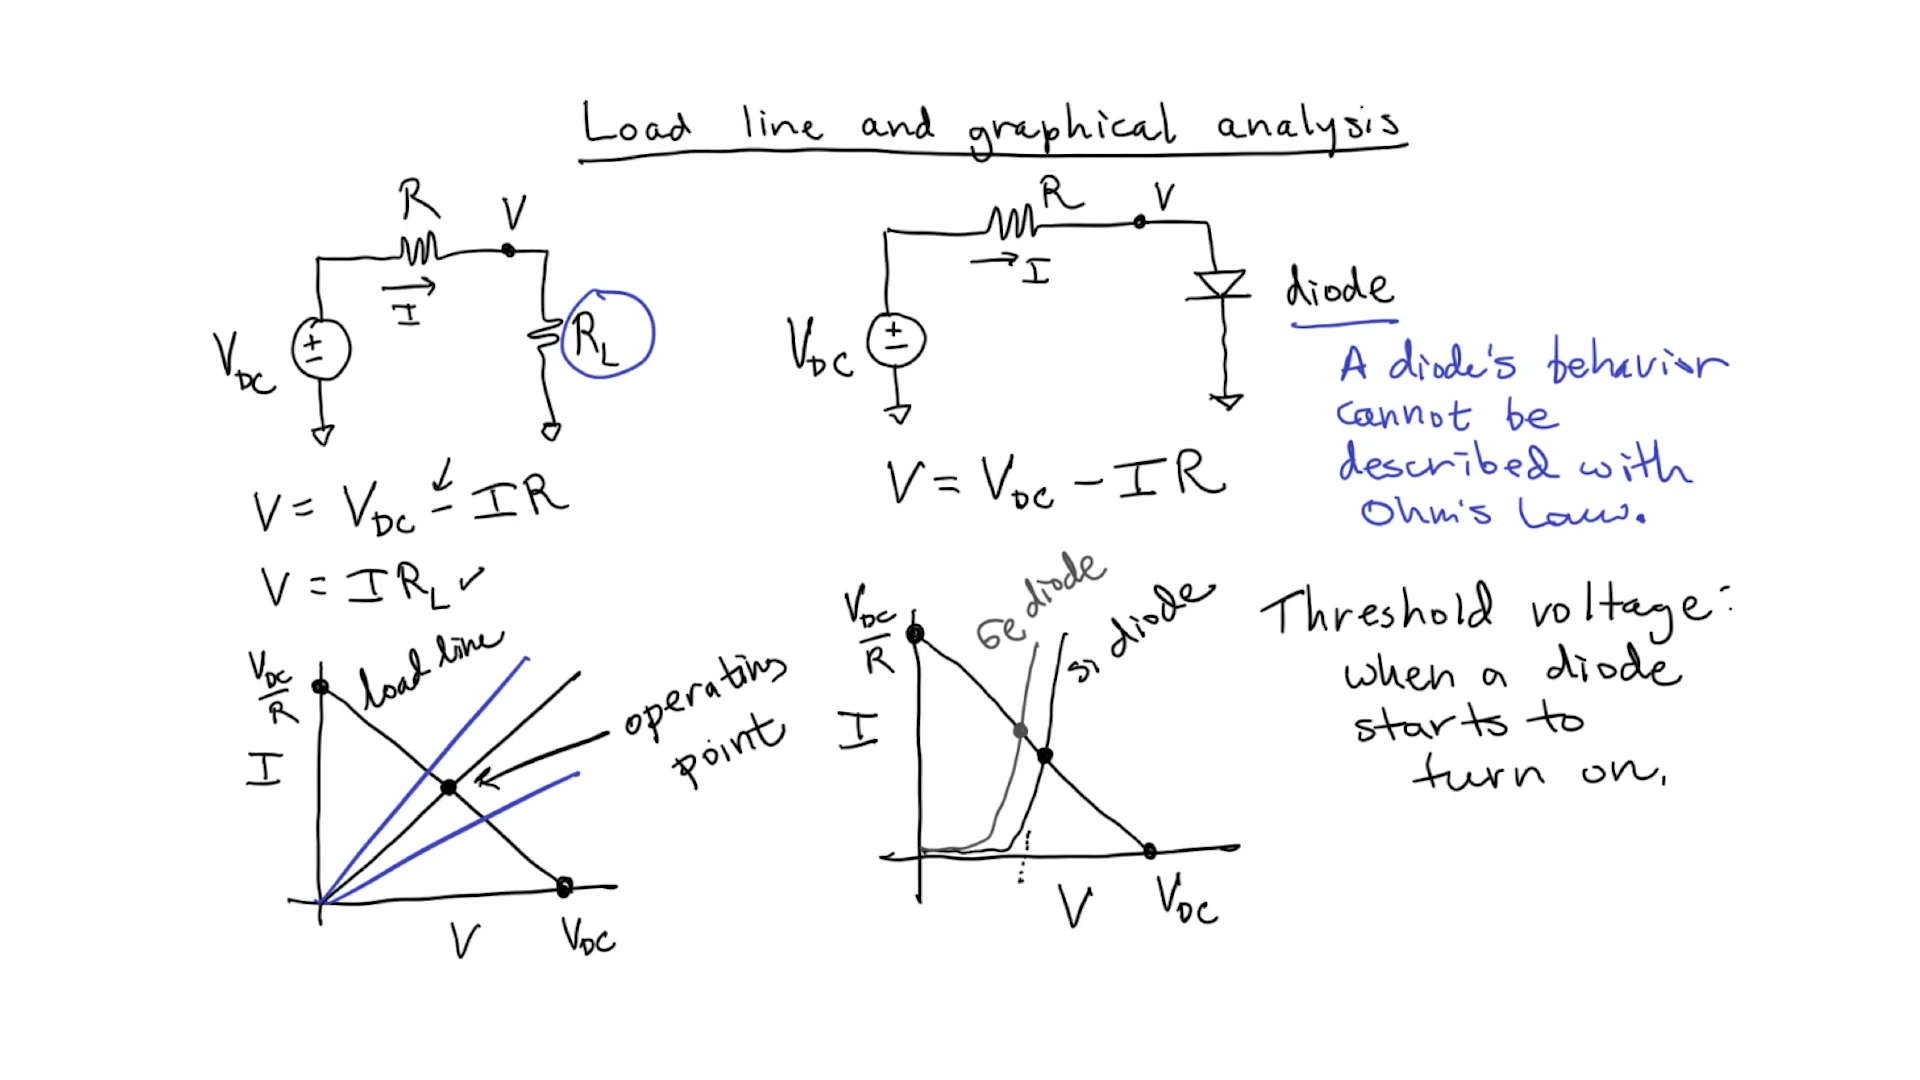 Load line and graphical analysis
R
V
I
V_DC
+
−
R_L
V = V_DC − IR
V = IR_L ✓
V_DC/R
load line
I
operating
point
V
V_DC
R
V
I
V_DC
+
−
diode
A diode's behavior
cannot be
described with
Ohm's Law.
V = V_DC − IR
V_DC/R
Ge diode
si diode
I
V
V_DC
Threshold voltage:
when a diode
starts to
turn on.